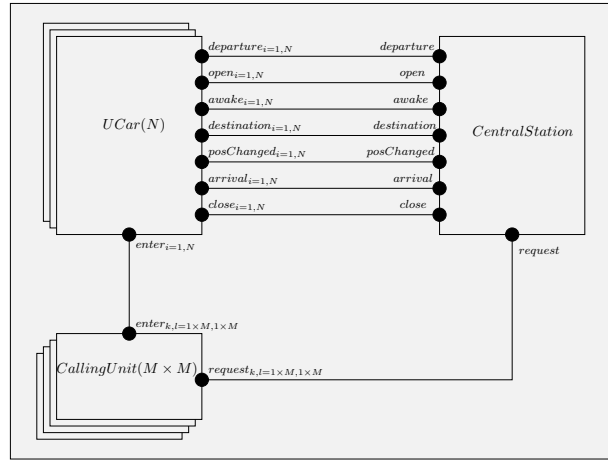 departure_{i=1,N} departure
open_{i=1,N} open
awake_{i=1,N} awake
UCar(N) CentralStation
destination_{i=1,N} destination
posChanged_{i=1,N} posChanged
arrival_{i=1,N} arrival
close_{i=1,N} close
enter_{i=1,N} request
enter_{k,l=1×M,1×M}
CallingUnit(M × M) request_{k,l=1×M,1×M}